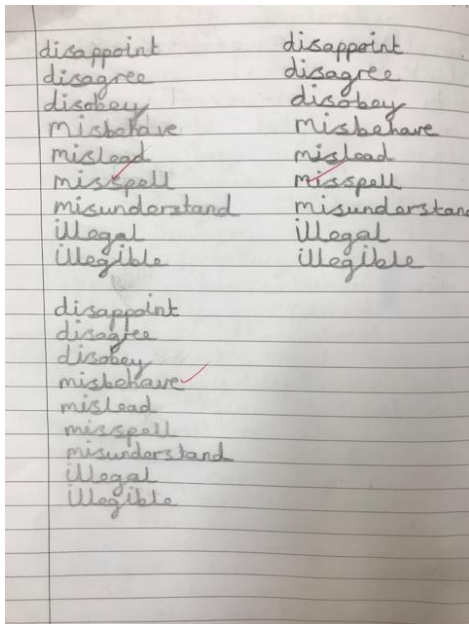 disappoint
disagree
disobey
misbehave
mislead
misspell
misunderstand
illegal
illegible
disappoint
disagree
disobey
misbehave
mislead
misspell
misunderstand
illegal
illegible
disappoint
disagree
disobey
misbehave
mislead
misspell
misunderstand
illegal
illegible